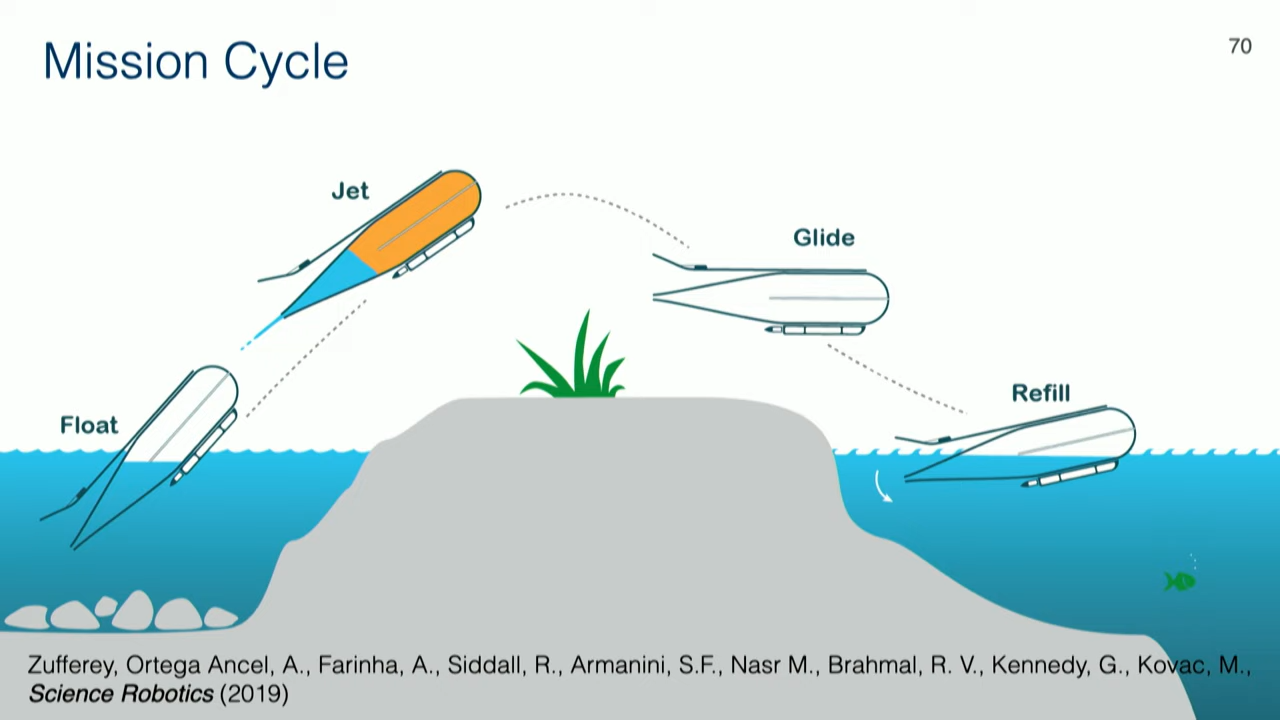 Mission Cycle
70
Jet
Glide
Refill
Float
Zufferey, Ortega Ancel, A., Farinha, A., Siddall, R., Armanini, S.F., Nasr M., Brahmal, R. V., Kennedy, G., Kovac, M.,
Science Robotics (2019)